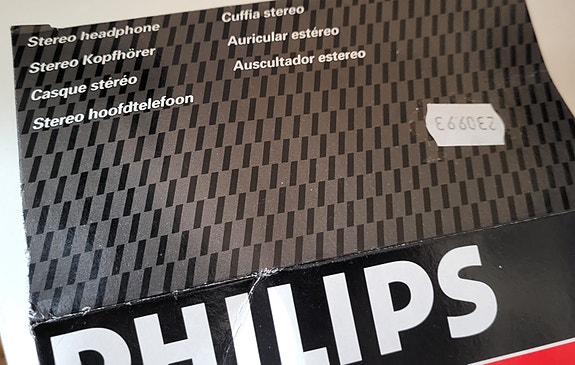 Stereo headphone
Stereo Kopfhörer
Casque stéréo
Stereo hoofdtelefoon
Cuffia stereo
Auricular estéreo
Auscultador estereo
230993
PHILIPS